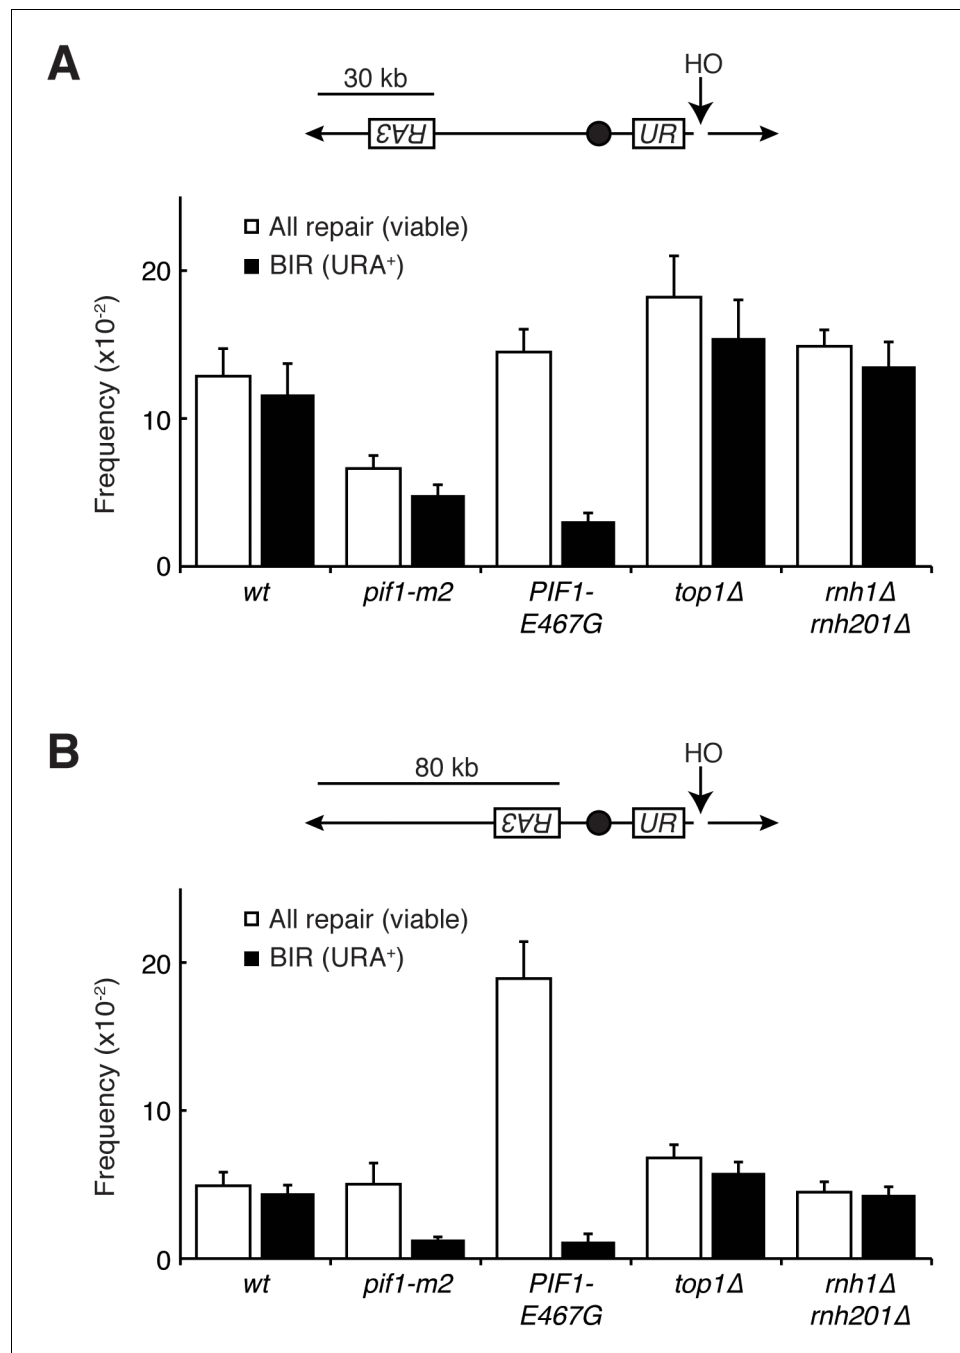 A
HO
30 kb
RA3
UR
All repair (viable)
BIR (URA⁺)
Frequency (x10⁻²)
20
10
0
wt
pif1-m2
PIF1-
E467G
top1Δ
rnh1Δ
rnh201Δ
B
HO
80 kb
RA3
UR
All repair (viable)
BIR (URA⁺)
Frequency (x10⁻²)
20
10
0
wt
pif1-m2
PIF1-
E467G
top1Δ
rnh1Δ
rnh201Δ